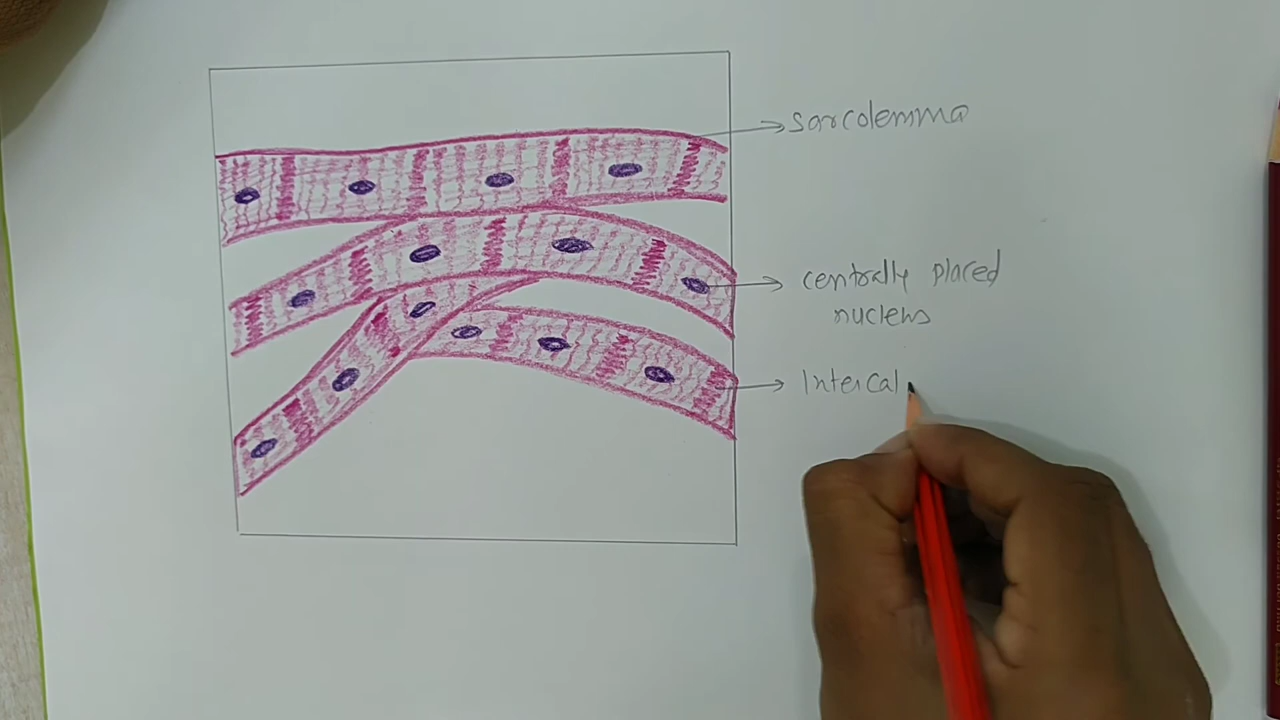 sarcolemma
centrally placed
nucleus
Intercal